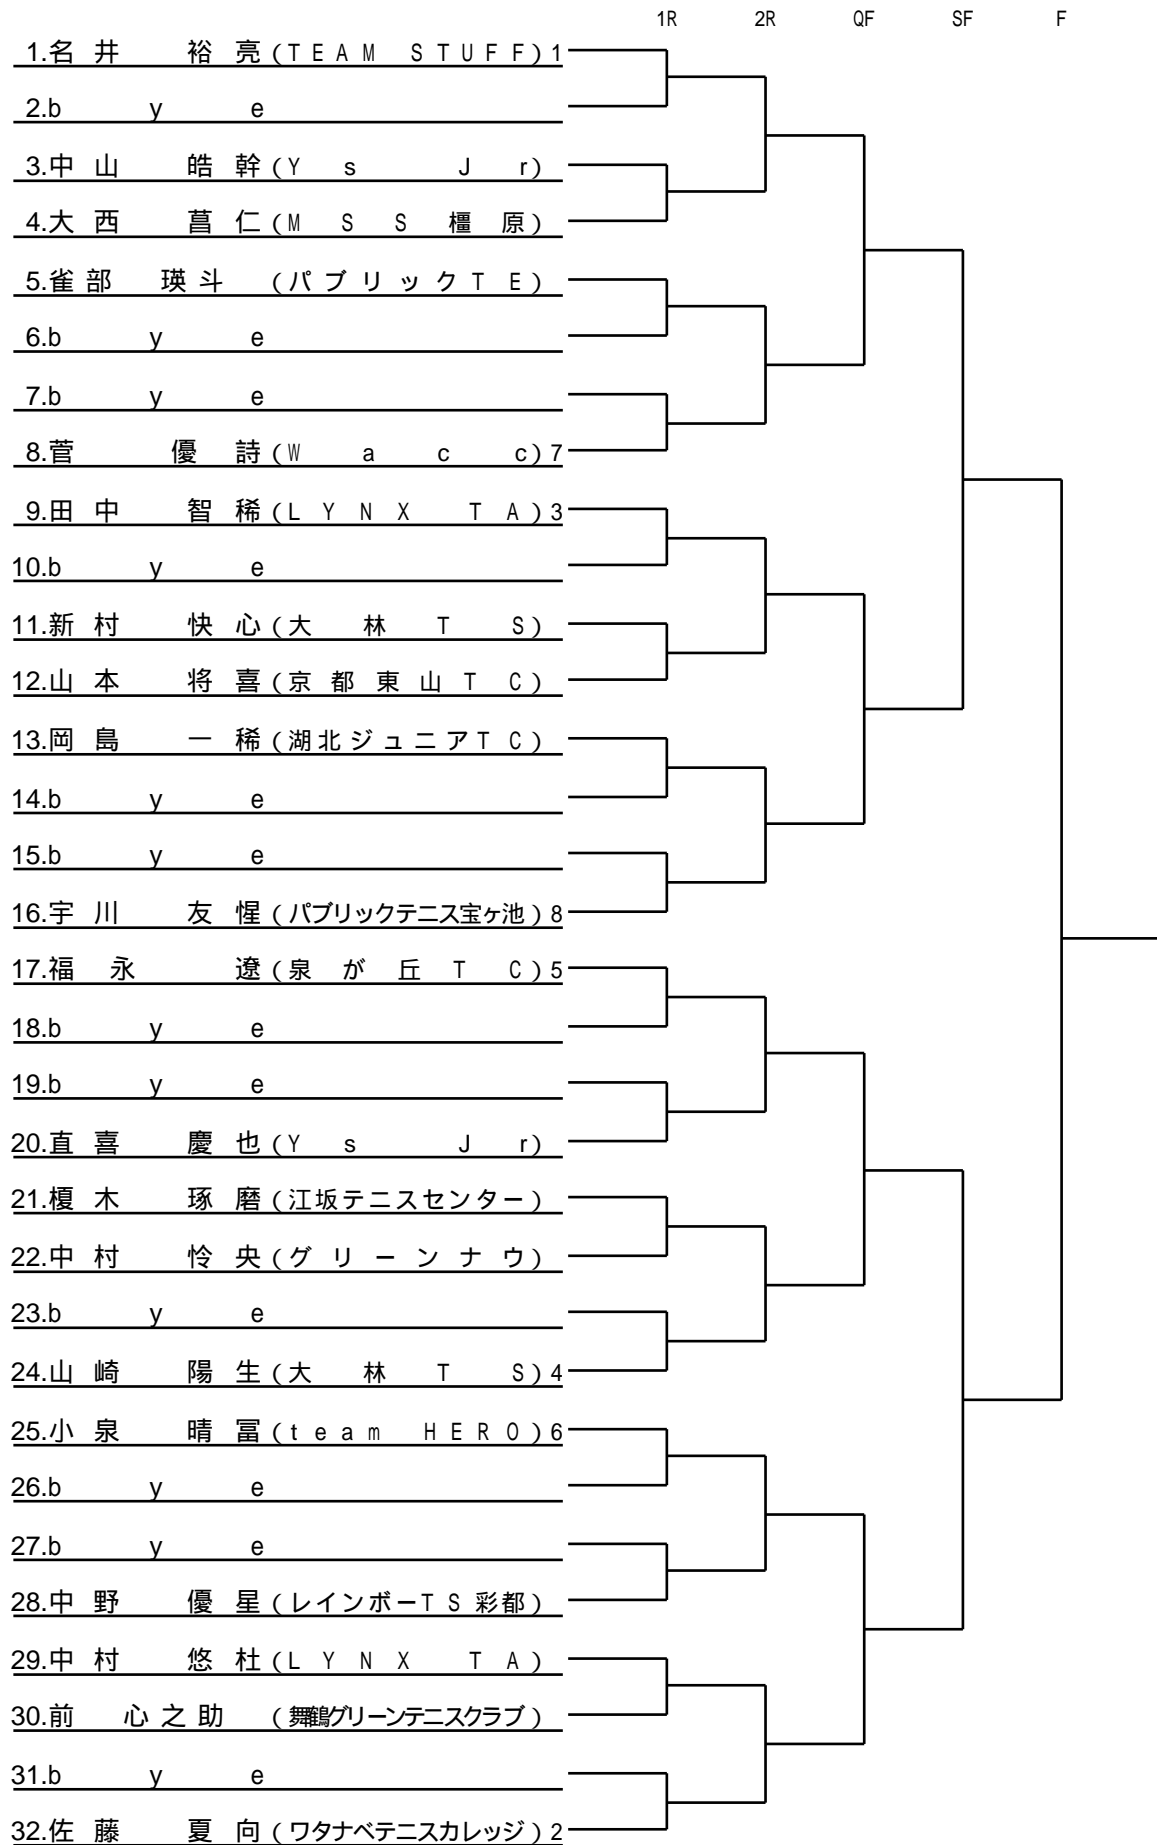 1R 2R QF SF F
1.名井 裕亮(TEAM STUFF)1
2.bye
3.中山 皓幹(Ys Jr)
4.大西 菖仁(MSS橿原)
5.雀部 瑛斗(パブリックTE)
6.bye
7.bye
8.菅 優詩(Wacc)7
9.田中 智稀(LYNX TA)3
10.bye
11.新村 快心(大林TS)
12.山本 将喜(京都東山TC)
13.岡島 一稀(湖北ジュニアTC)
14.bye
15.bye
16.宇川 友惺(パブリックテニス宝ヶ池)8
17.福永 遼(泉が丘TC)5
18.bye
19.bye
20.直喜 慶也(Ys Jr)
21.榎木 琢磨(江坂テニスセンター)
22.中村 怜央(グリーンナウ)
23.bye
24.山崎 陽生(大林TS)4
25.小泉 晴冨(team HERO)6
26.bye
27.bye
28.中野 優星(レインボーTS彩都)
29.中村 悠杜(LYNX TA)
30.前 心之助(舞鶴グリーンテニスクラブ)
31.bye
32.佐藤 夏向(ワタナベテニスカレッジ)2